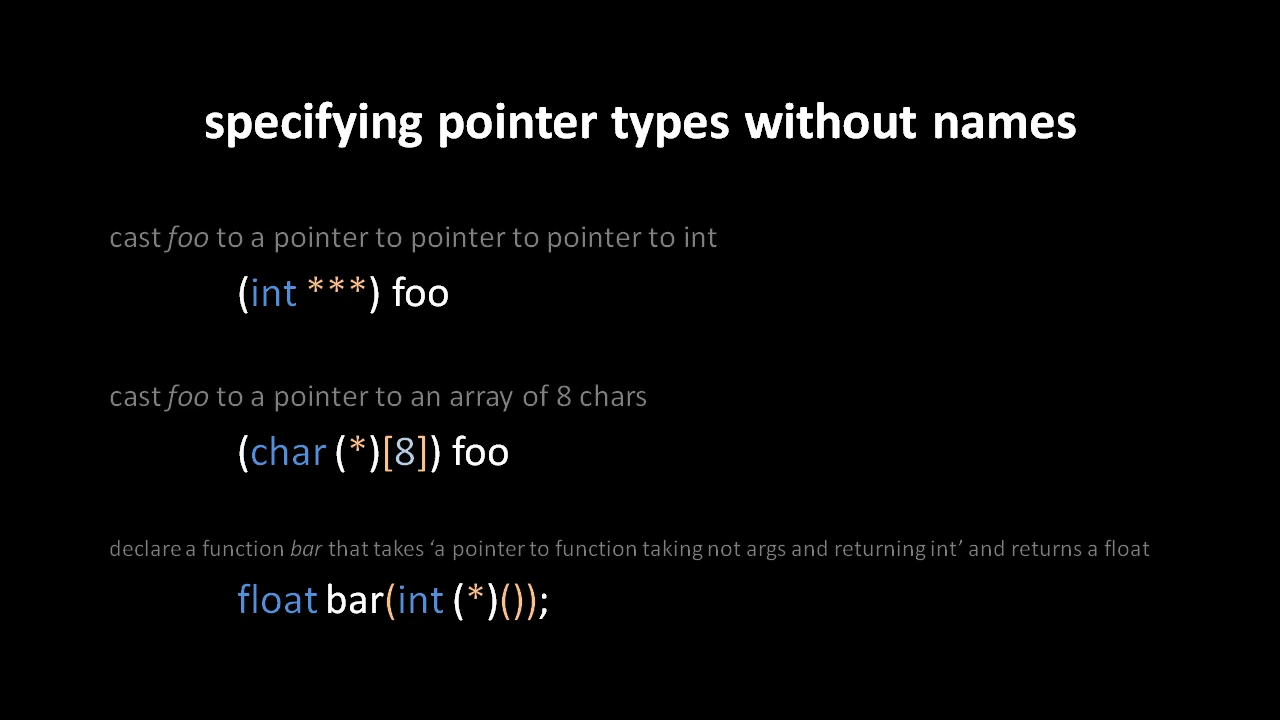 specifying pointer types without names
cast foo to a pointer to pointer to pointer to int
(int ***) foo
cast foo to a pointer to an array of 8 chars
(char (*)[8]) foo
declare a function bar that takes ‘a pointer to function taking not args and returning int’ and returns a float
float bar(int (*)());